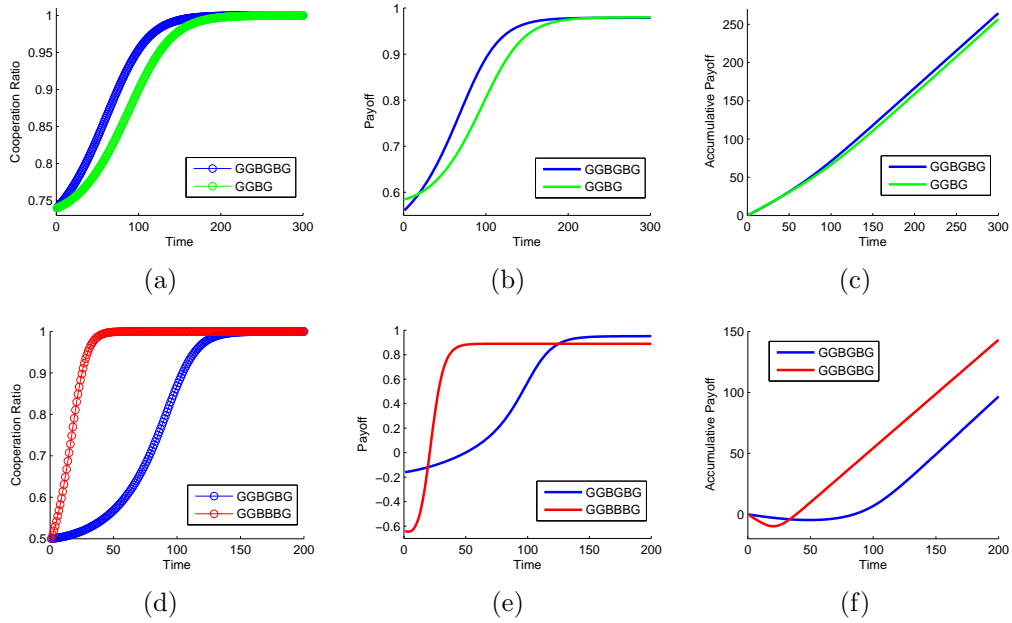 1
0.95
0.9
0.85
0.8
0.75
0
100
200
300
Time
Cooperation Ratio
GGBGBG
GGBG
(a)
1
0.9
0.8
0.7
0.6
0
100
200
300
Time
Payoff
GGBGBG
GGBG
(b)
250
200
150
100
50
0
0
50
100
150
200
250
300
Time
Accumulative Payoff
GGBGBG
GGBG
(c)
1
0.9
0.8
0.7
0.6
0.5
0
50
100
150
200
Time
Cooperation Ratio
GGBGBG
GGBBBG
(d)
1
0.8
0.6
0.4
0.2
0
−0.2
−0.4
−0.6
0
50
100
150
200
Time
Payoff
GGBGBG
GGBBBG
(e)
150
100
50
0
0
50
100
150
200
Time
Accumulative Payoff
GGBGBG
GGBGBG
(f)